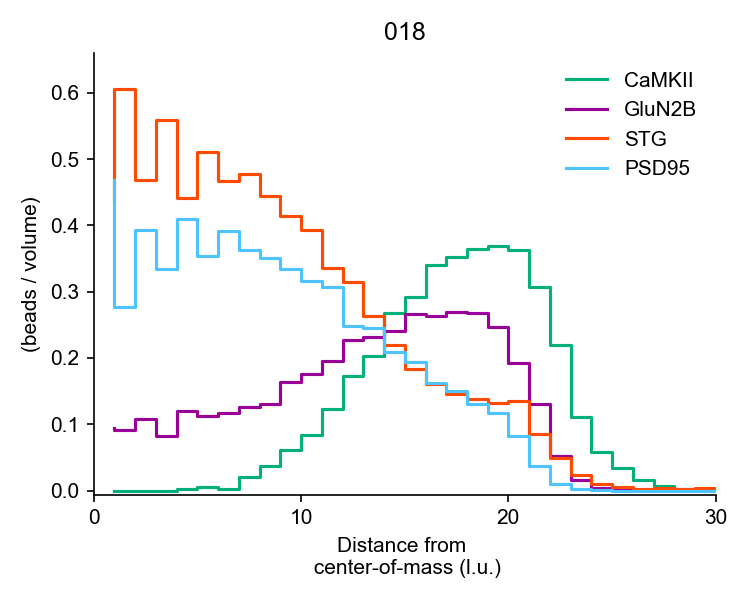 018
CaMKII
GluN2B
STG
PSD95
(beads / volume)
0.6
0.5
0.4
0.3
0.2
0.1
0.0
0 10 20 30
Distance from
center-of-mass (l.u.)